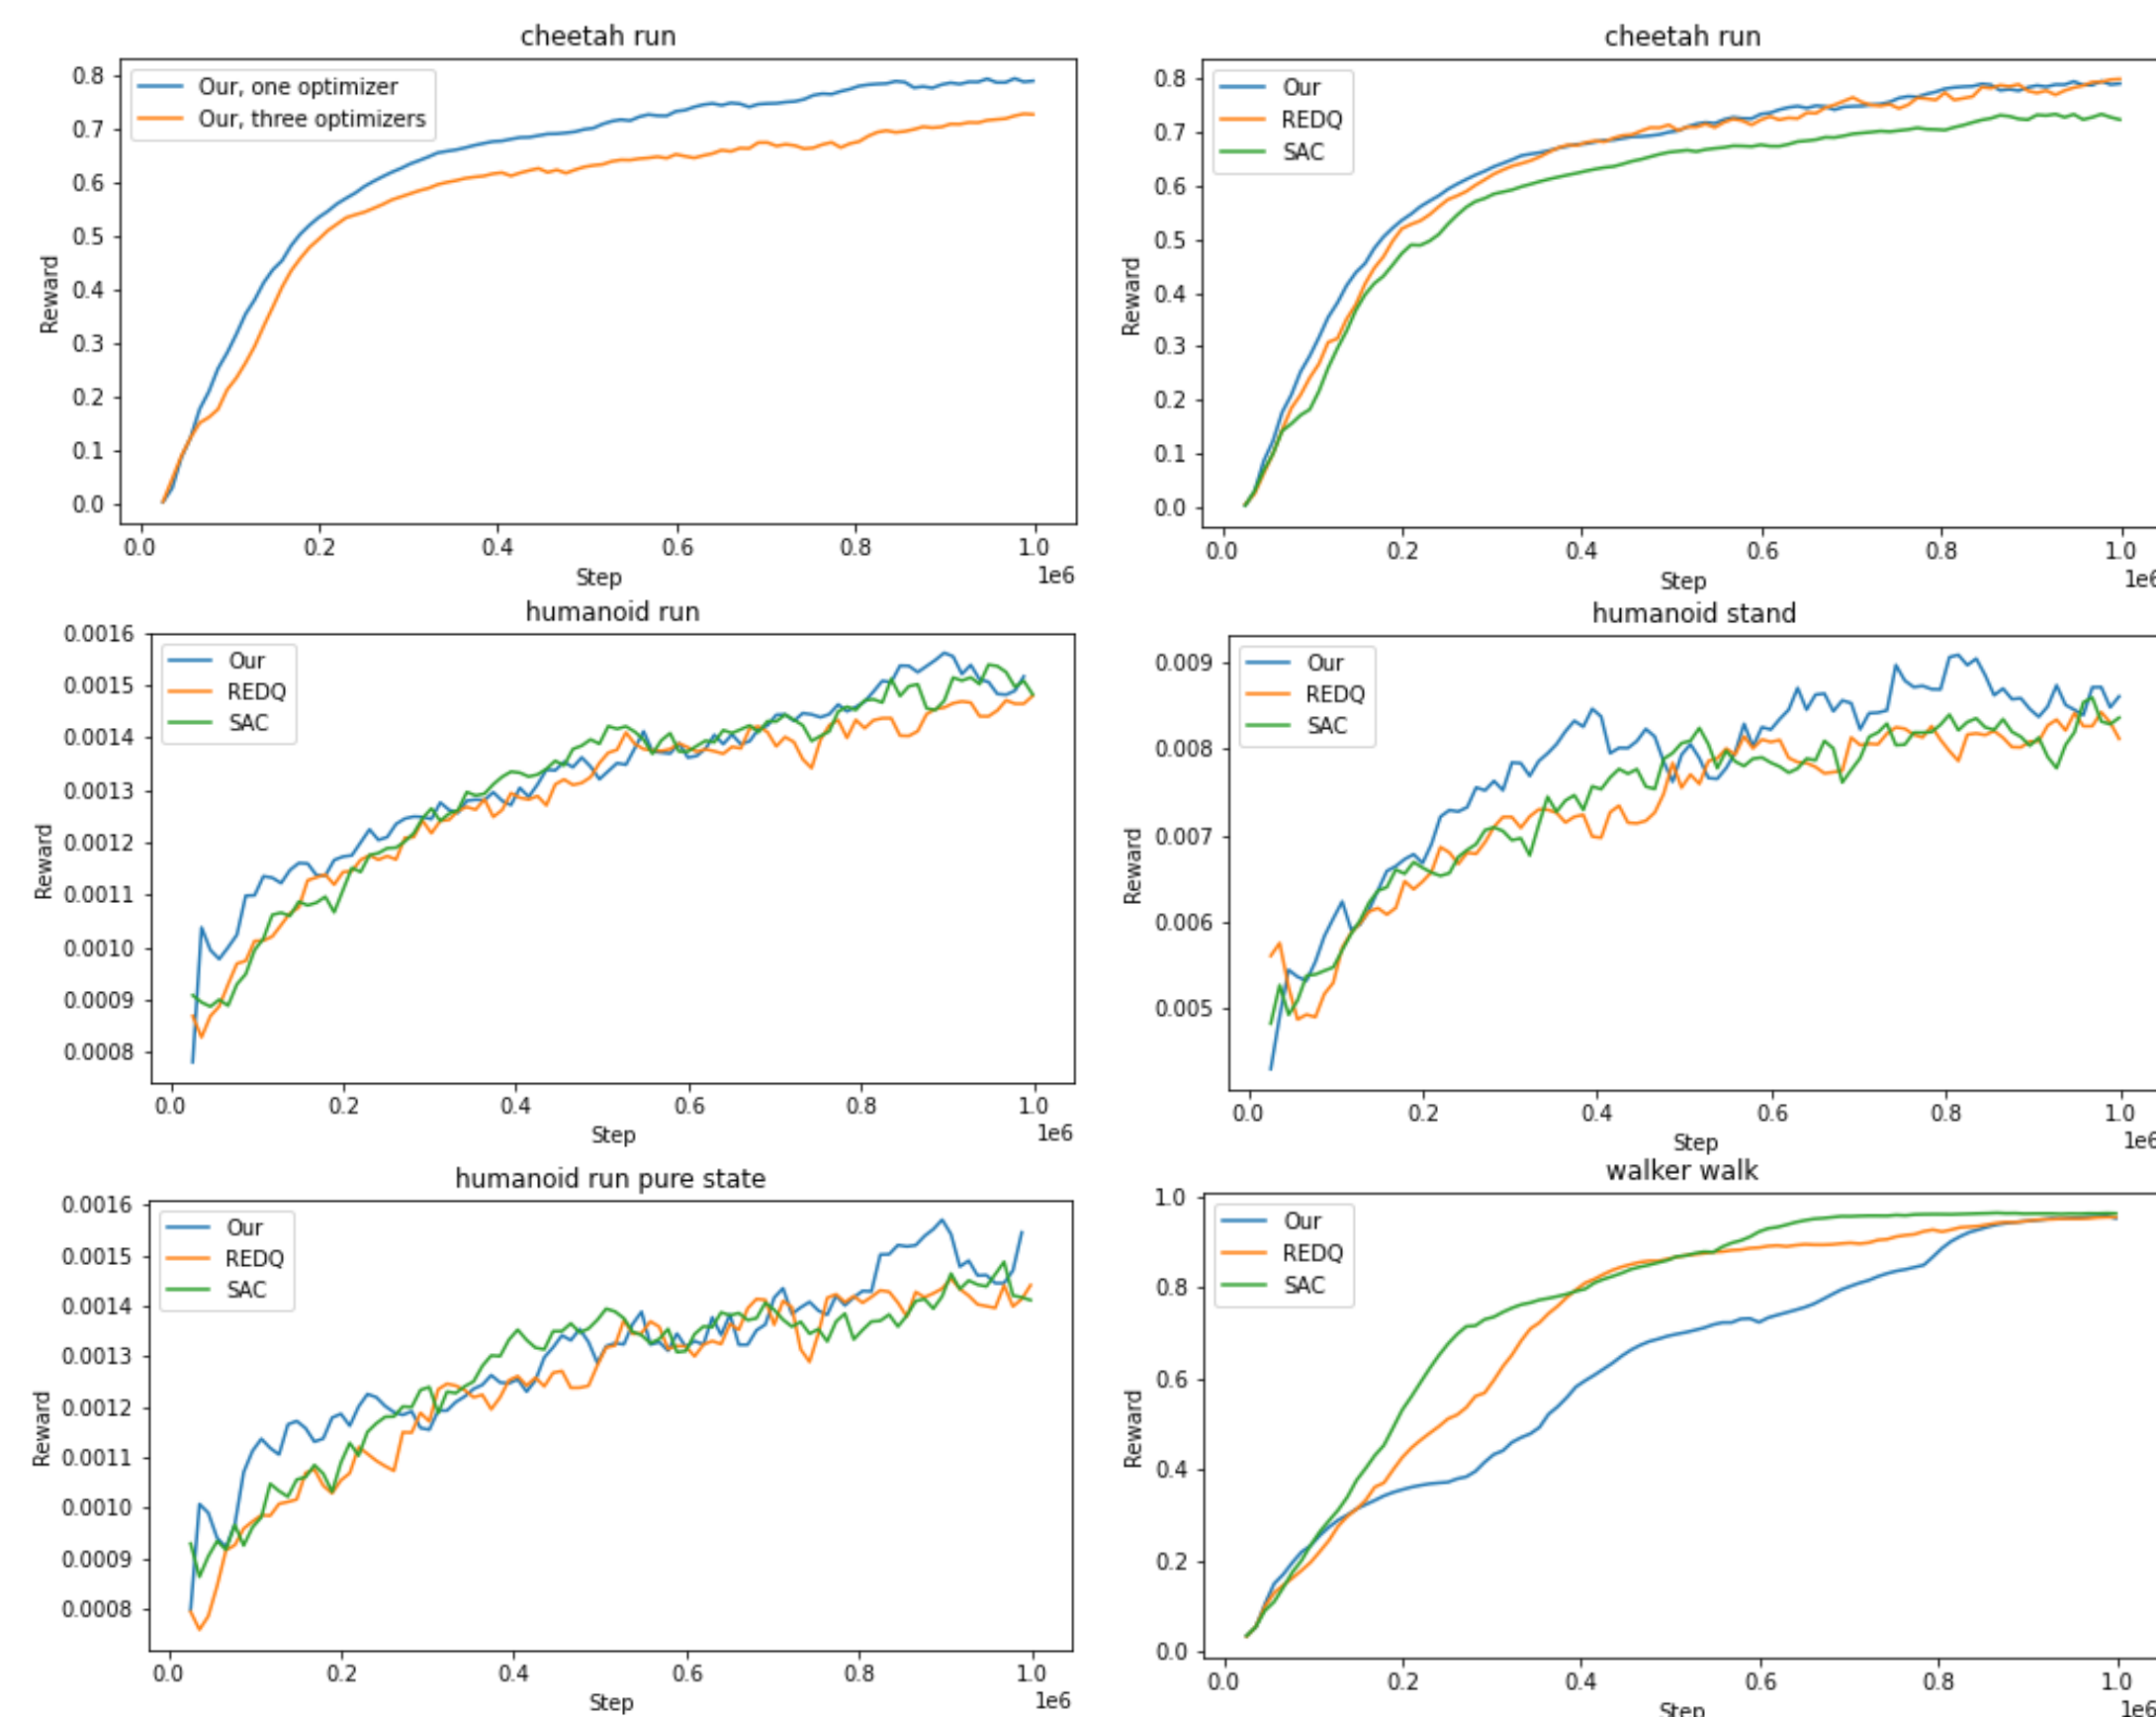 cheetah run
Our, one optimizer
Our, three optimizers
0.8
0.7
0.6
0.5
0.4
0.3
0.2
0.1
0.0
Reward
0.0 0.2 0.4 0.6 0.8 1.0
Step
1e6
cheetah run
Our
REDQ
SAC
0.8
0.7
0.6
0.5
0.4
0.3
0.2
0.1
0.0
Reward
0.0 0.2 0.4 0.6 0.8 1.0
Step
1e6
humanoid run
Our
REDQ
SAC
0.0016
0.0015
0.0014
0.0013
0.0012
0.0011
0.0010
0.0009
0.0008
Reward
0.0 0.2 0.4 0.6 0.8 1.0
Step
1e6
humanoid stand
Our
REDQ
SAC
0.009
0.008
0.007
0.006
0.005
Reward
0.0 0.2 0.4 0.6 0.8 1.0
Step
1e6
humanoid run pure state
Our
REDQ
SAC
0.0016
0.0015
0.0014
0.0013
0.0012
0.0011
0.0010
0.0009
0.0008
Reward
0.0 0.2 0.4 0.6 0.8 1.0
Step
1e6
walker walk
Our
REDQ
SAC
1.0
0.8
0.6
0.4
0.2
0.0
Reward
0.0 0.2 0.4 0.6 0.8 1.0
Step
1e6